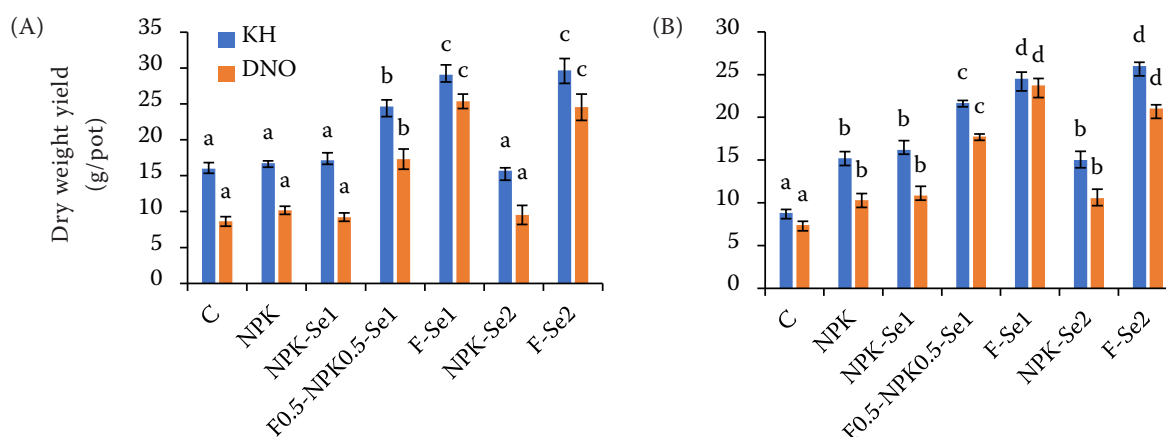 (A)
Dry weight yield
(g/pot)
35
30
25
20
15
10
5
0
KH
DNO
a
a
a
a
a
a
b
b
c
c
a
a
c
c
C
NPK
NPK-Se1
F0.5-NPK0.5-Se1
F-Se1
NPK-Se2
F-Se2
(B)
30
25
20
15
10
5
0
a
a
b
b
b
b
c
c
d
d
b
b
d
d
C
NPK
NPK-Se1
F0.5-NPK0.5-Se1
F-Se1
NPK-Se2
F-Se2